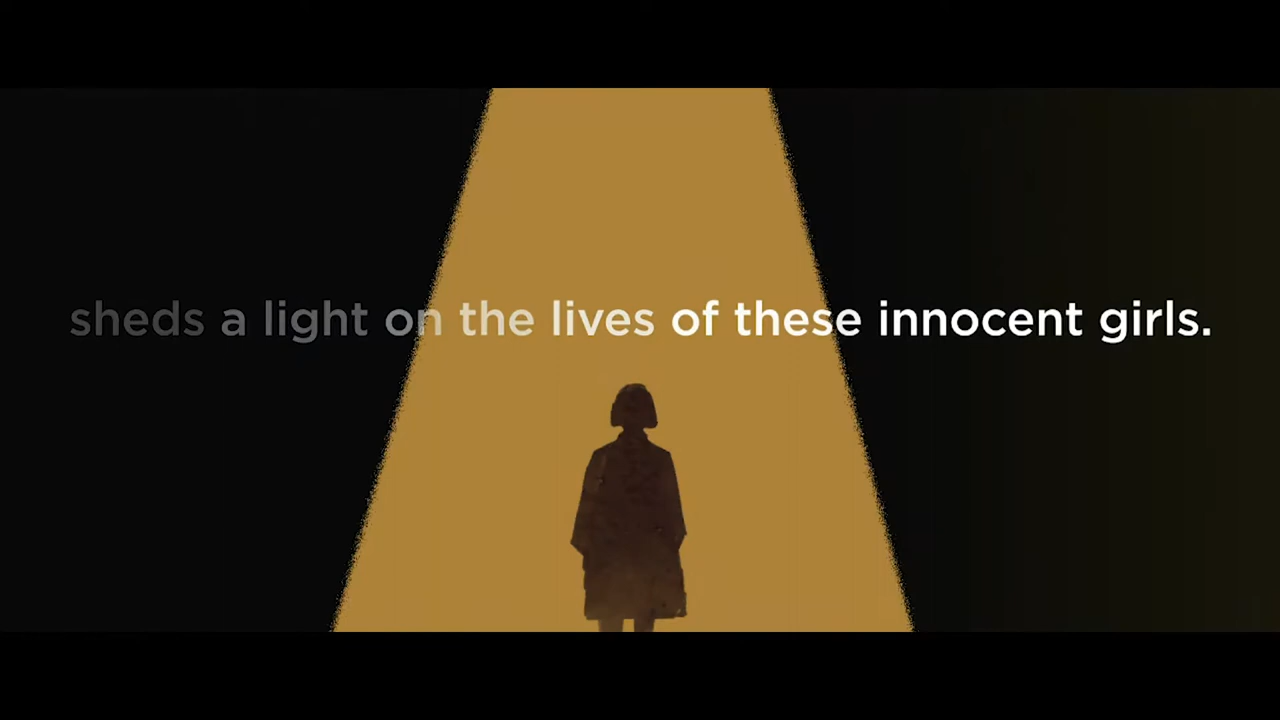 sheds a light on the lives of these innocent girls.